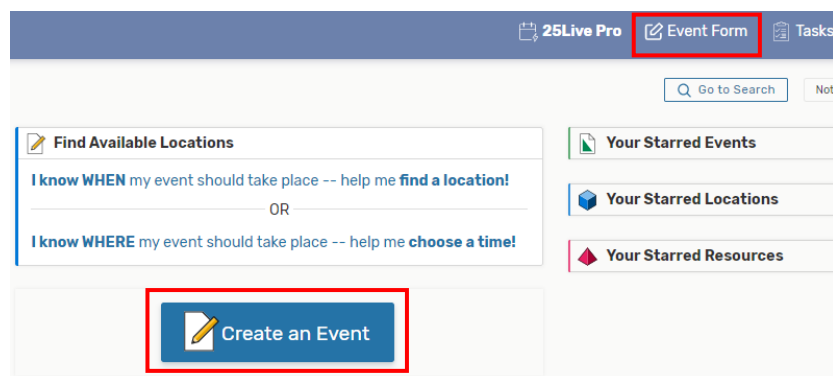 25Live Pro Event Form Tasks
Go to Search Not
Find Available Locations
I know WHEN my event should take place -- help me find a location!
OR
I know WHERE my event should take place -- help me choose a time!
Create an Event
Your Starred Events
Your Starred Locations
Your Starred Resources